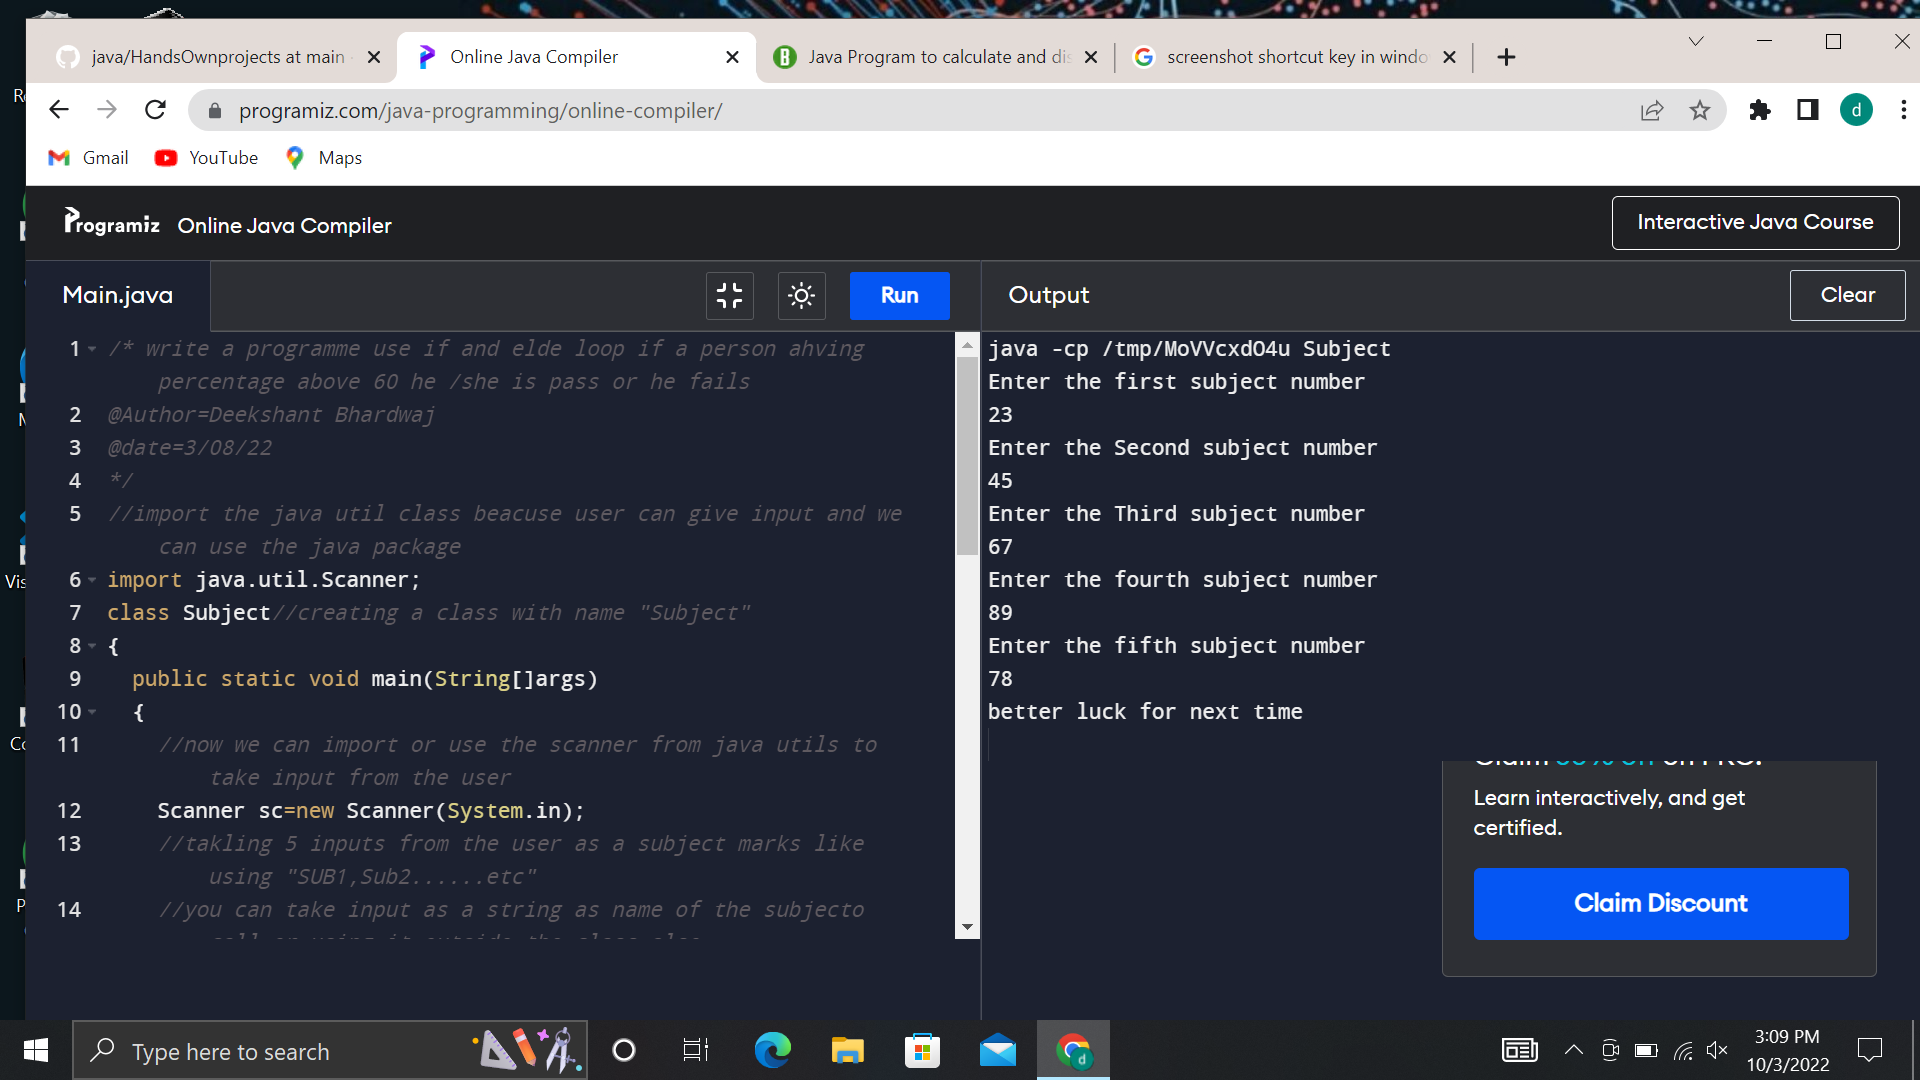 java/HandsOwnprojects at main
Online Java Compiler
Java Program to calculate and dis
screenshot shortcut key in windo
programiz.com/java-programming/online-compiler/
d
Gmail
YouTube
Maps
Programiz
Online Java Compiler
Interactive Java Course
Main.java
Run
Output
Clear
1 /* write a programme use if and elde loop if a person ahving
percentage above 60 he /she is pass or he fails
2 @Author=Deekshant Bhardwaj
3 @date=3/08/22
4 */
5 //import the java util class beacuse user can give input and we
can use the java package
6 import java.util.Scanner;
7 class Subject//creating a class with name "Subject"
8 {
9 public static void main(String[]args)
10 {
11 //now we can import or use the scanner from java utils to
take input from the user
12 Scanner sc=new Scanner(System.in);
13 //takling 5 inputs from the user as a subject marks like
using "SUB1,Sub2......etc"
14 //you can take input as a string as name of the subjecto
java -cp /tmp/MoVVcxdO4u Subject
Enter the first subject number
23
Enter the Second subject number
45
Enter the Third subject number
67
Enter the fourth subject number
89
Enter the fifth subject number
78
better luck for next time
Learn interactively, and get
certified.
Claim Discount
Type here to search
3:09 PM
10/3/2022